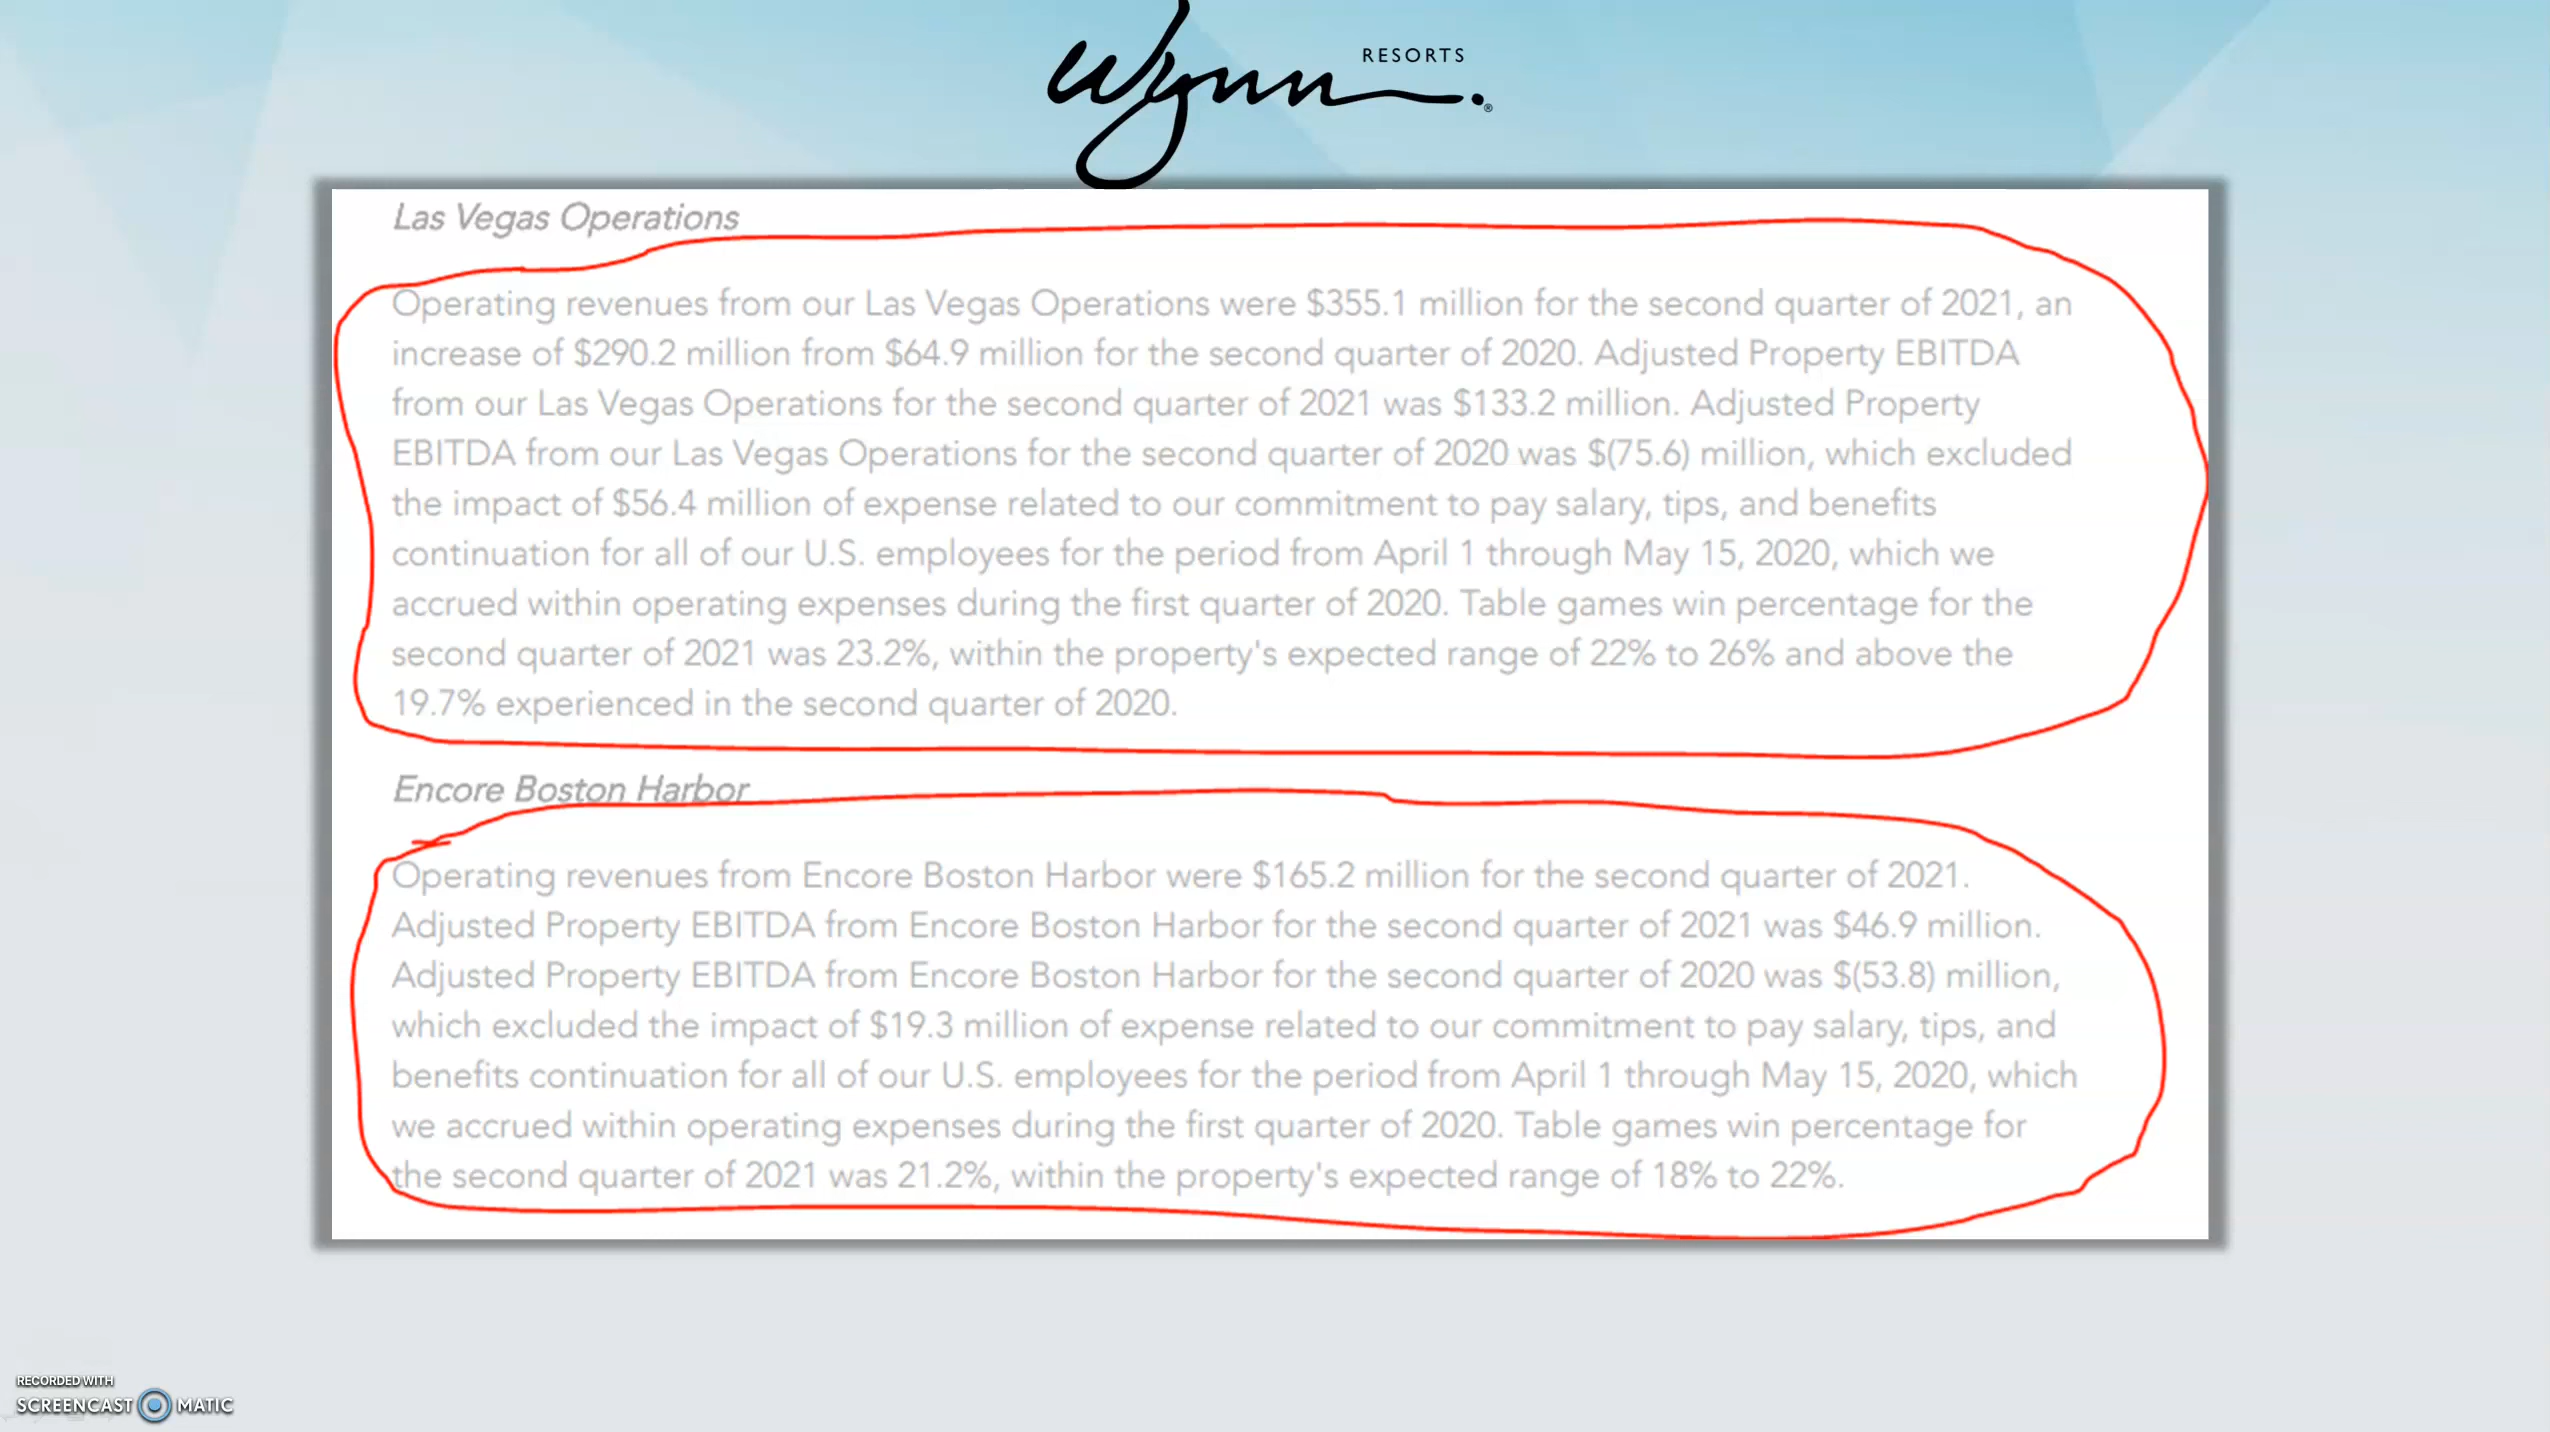 Wynn RESORTS
Las Vegas Operations
Operating revenues from our Las Vegas Operations were $355.1 million for the second quarter of 2021, an
increase of $290.2 million from $64.9 million for the second quarter of 2020. Adjusted Property EBITDA
from our Las Vegas Operations for the second quarter of 2021 was $133.2 million. Adjusted Property
EBITDA from our Las Vegas Operations for the second quarter of 2020 was $(75.6) million, which excluded
the impact of $56.4 million of expense related to our commitment to pay salary, tips, and benefits
continuation for all of our U.S. employees for the period from April 1 through May 15, 2020, which we
accrued within operating expenses during the first quarter of 2020. Table games win percentage for the
second quarter of 2021 was 23.2%, within the property's expected range of 22% to 26% and above the
19.7% experienced in the second quarter of 2020.
Encore Boston Harbor
Operating revenues from Encore Boston Harbor were $165.2 million for the second quarter of 2021.
Adjusted Property EBITDA from Encore Boston Harbor for the second quarter of 2021 was $46.9 million.
Adjusted Property EBITDA from Encore Boston Harbor for the second quarter of 2020 was $(53.8) million,
which excluded the impact of $19.3 million of expense related to our commitment to pay salary, tips, and
benefits continuation for all of our U.S. employees for the period from April 1 through May 15, 2020, which
we accrued within operating expenses during the first quarter of 2020. Table games win percentage for
the second quarter of 2021 was 21.2%, within the property's expected range of 18% to 22%.
RECORDED WITH
SCREENCAST MATIC